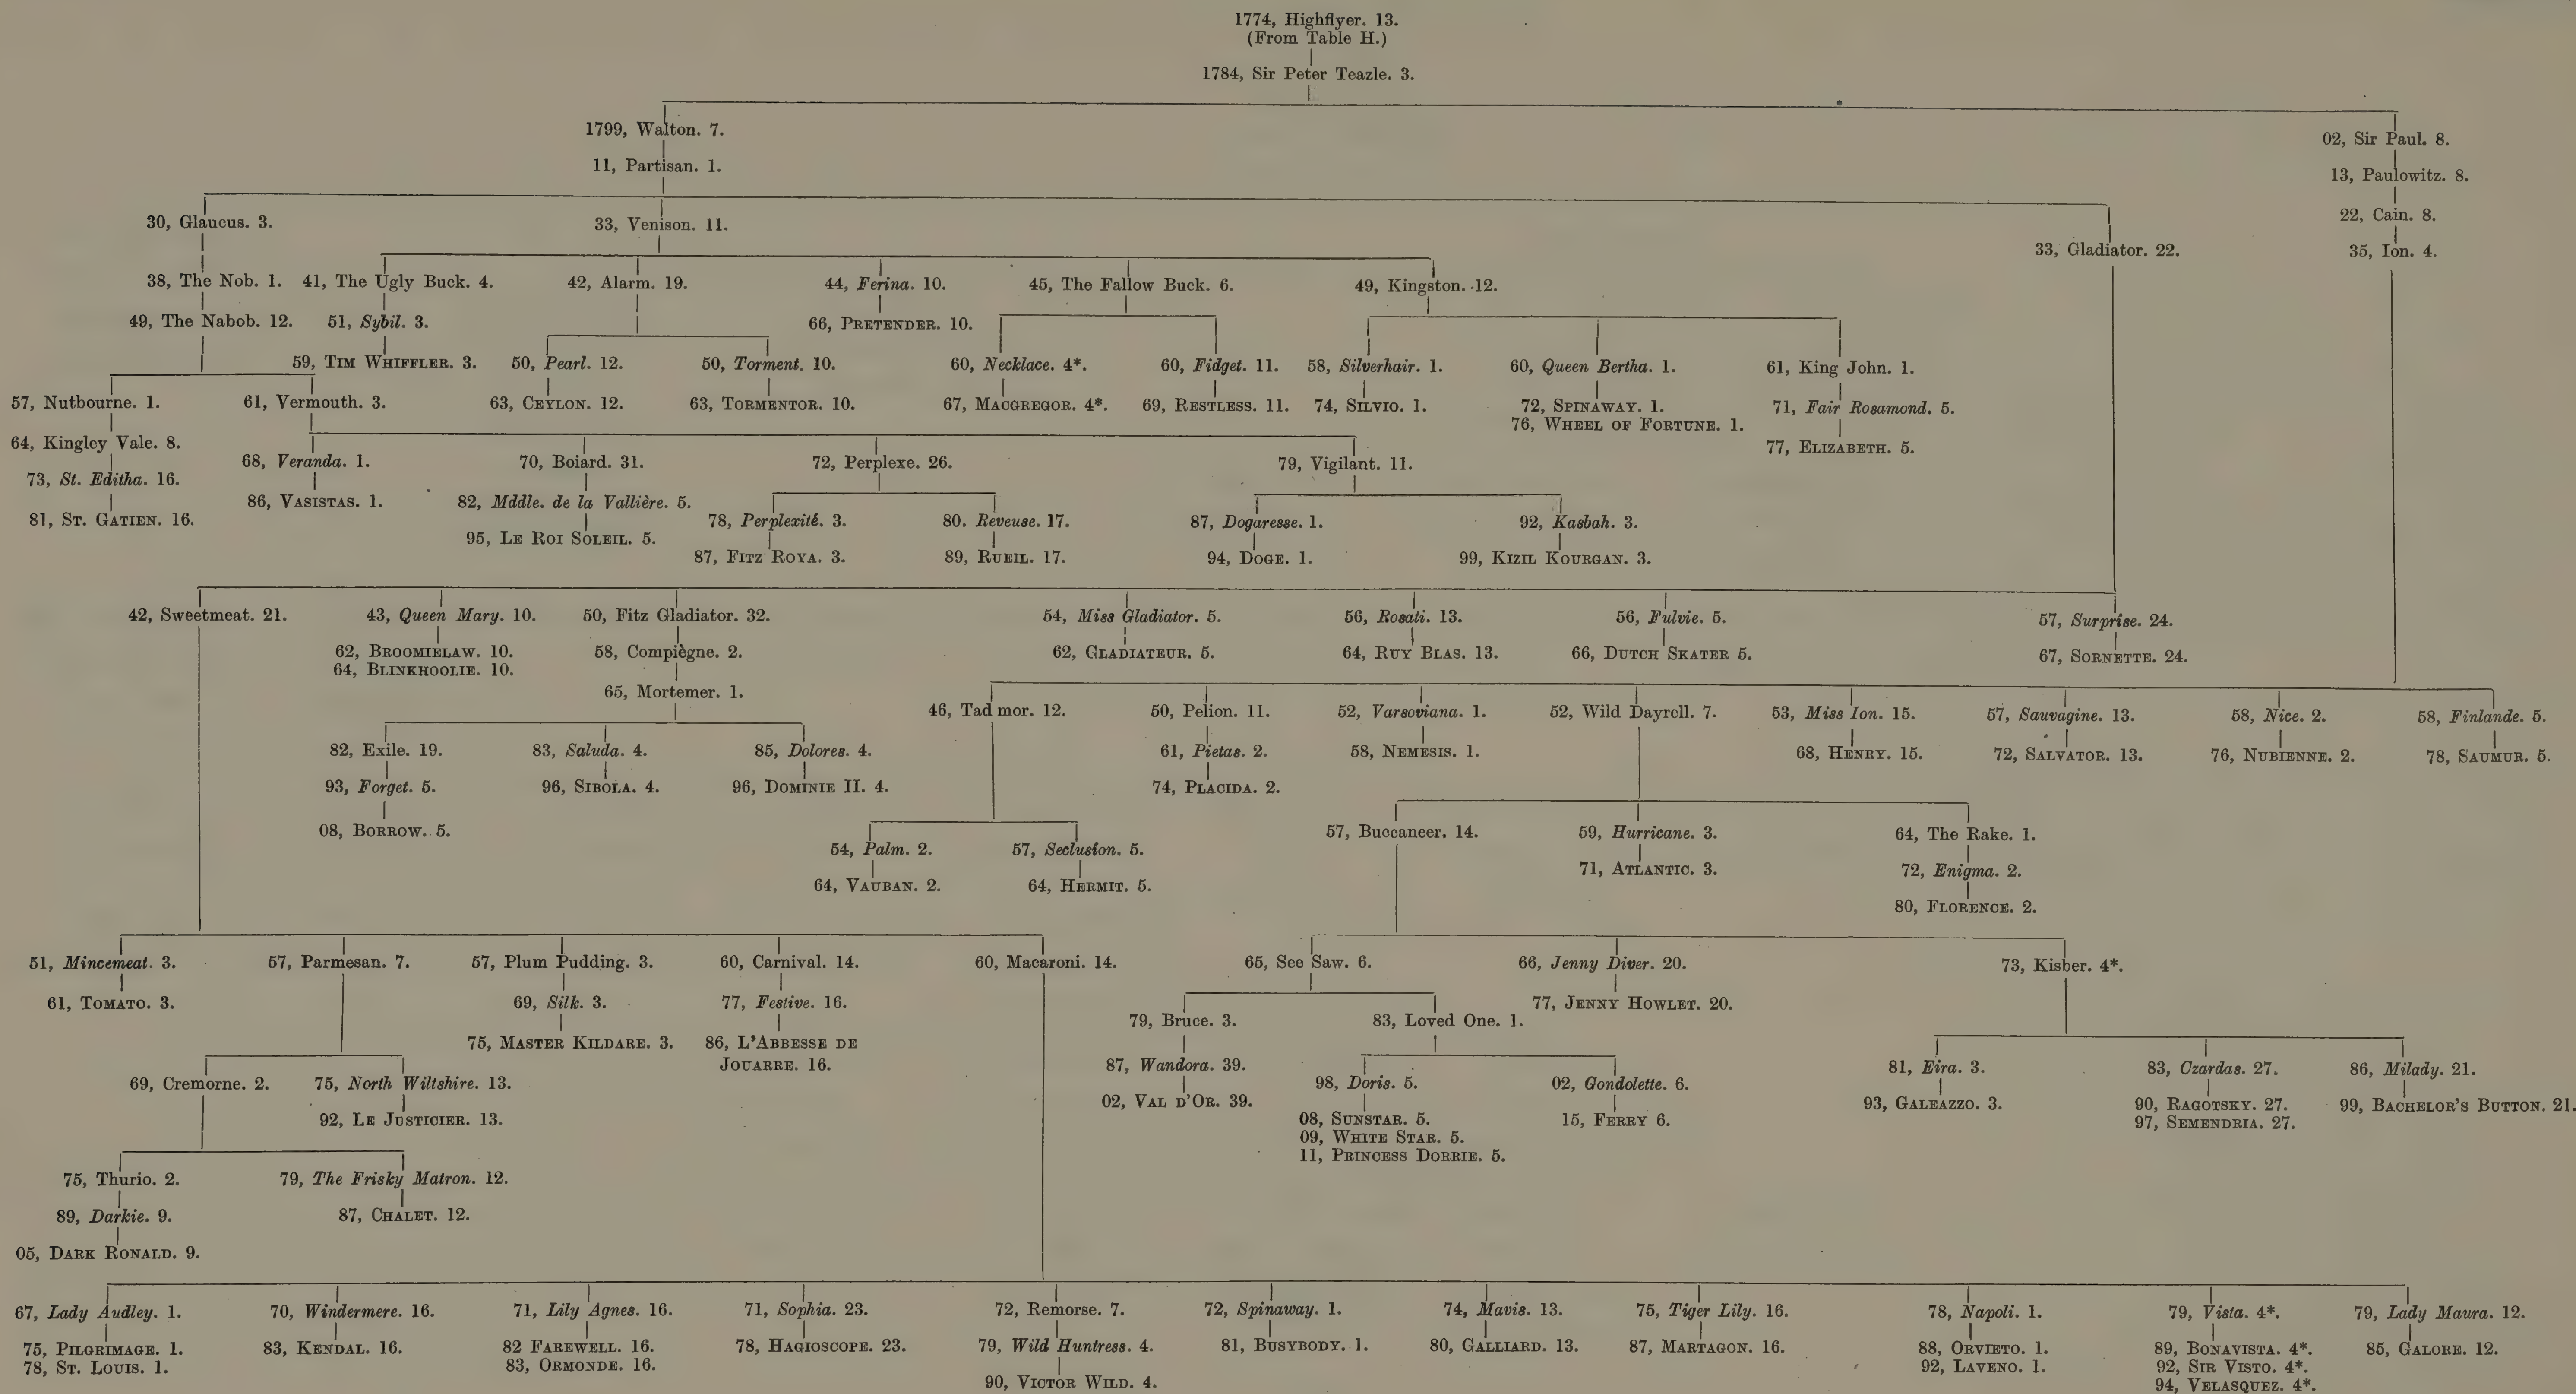 1774, Highflyer. 13.
(From Table H.)
1784, Sir Peter Teazle. 3.
1799, Walton. 7.
02, Sir Paul. 8.
11, Partisan. 1.
13, Paulowitz. 8.
30, Glaucus. 3.
33, Venison. 11.
22, Cain. 8.
33, Gladiator. 22.
35, Ion. 4.
38, The Nob. 1.
41, The Ugly Buck. 4.
42, Alarm. 19.
44, Ferina. 10.
45, The Fallow Buck. 6.
49, Kingston. 12.
49, The Nabob. 12.
51, Sybil. 3.
66, PRETENDER. 10.
59, TIM WHIFFLER. 3.
50, Pearl. 12.
50, Torment. 10.
60, Necklace. 4*.
60, Fidget. 11.
58, Silverhair. 1.
60, Queen Bertha. 1.
61, King John. 1.
57, Nutbourne. 1.
61, Vermouth. 3.
63, CEYLON. 12.
63, TORMENTOR. 10.
67, MACGREGOR. 4*.
69, RESTLESS. 11.
74, SILVIO. 1.
72, SPINAWAY. 1.
76, WHEEL OF FORTUNE. 1.
71, Fair Rosamond. 5.
77, ELIZABETH. 5.
64, Kingley Vale. 8.
68, Veranda. 1.
70, Boiard. 31.
72, Perplexe. 26.
79, Vigilant. 11.
73, St. Editha. 16.
86, VASISTAS. 1.
82, Mddle. de la Vallière. 5.
81, ST. GATIEN. 16.
78, Perplexité. 3.
80. Reveuse. 17.
87, Dogaresse. 1.
92, Kasbah. 3.
95, LE ROI SOLEIL. 5.
87, FITZ ROYA. 3.
89, RUEIL. 17.
94, DOGE. 1.
99, KIZIL KOURGAN. 3.
42, Sweetmeat. 21.
43, Queen Mary. 10.
50, Fitz Gladiator. 32.
54, Miss Gladiator. 5.
56, Rosati. 13.
56, Fulvie. 5.
57, Surprise. 24.
62, BROOMIELAW. 10.
64, BLINKHOOLIE. 10.
58, Compiègne. 2.
62, GLADIATEUR. 5.
64, RUY BLAS. 13.
66, DUTCH SKATER 5.
67, SORNETTE. 24.
65, Mortemer. 1.
46, Tadmor. 12.
50, Pelion. 11.
52, Varsoviana. 1.
52, Wild Dayrell. 7.
53, Miss Ion. 15.
57, Sauvagine. 13.
58, Nice. 2.
58, Finlande. 5.
82, Exile. 19.
83, Saluda. 4.
85, Dolores. 4.
61, Pietas. 2.
58, NEMESIS. 1.
68, HENRY. 15.
72, SALVATOR. 13.
76, NUBIENNE. 2.
78, SAUMUR. 5.
93, Forget. 5.
96, SIBOLA. 4.
96, DOMINIE II. 4.
74, PLACIDA. 2.
08, BORROW. 5.
57, Buccaneer. 14.
59, Hurricane. 3.
64, The Rake. 1.
54, Palm. 2.
57, Seclusion. 5.
71, ATLANTIC. 3.
72, Enigma. 2.
64, VAUBAN. 2.
64, HERMIT. 5.
80, FLORENCE. 2.
51, Mincemeat. 3.
57, Parmesan. 7.
57, Plum Pudding. 3.
60, Carnival. 14.
60, Macaroni. 14.
65, See Saw. 6.
66, Jenny Diver. 20.
73, Kisber. 4*.
61, TOMATO. 3.
69, Silk. 3.
77, Festive. 16.
77, JENNY HOWLET. 20.
79, Bruce. 3.
83, Loved One. 1.
75, MASTER KILDARE. 3.
86, L'ABBESSE DE
JOUARRE. 16.
87, Wandora. 39.
81, Eira. 3.
83, Czardas. 27.
86, Milady. 21.
69, Cremorne. 2.
75, North Wiltshire. 13.
98, Doris. 5.
02, Gondolette. 6.
02, VAL D'OR. 39.
93, GALEAZZO. 3.
90, RAGOTSKY. 27.
97, SEMENDRIA. 27.
99, BACHELOR'S BUTTON. 21.
92, LE JUSTICIER. 13.
08, SUNSTAR. 5.
09, WHITE STAR. 5.
11, PRINCESS DORRIE. 5.
15, FERRY 6.
75, Thurio. 2.
79, The Frisky Matron. 12.
89, Darkie. 9.
87, CHALET. 12.
05, DARK RONALD. 9.
67, Lady Audley. 1.
70, Windermere. 16.
71, Lily Agnes. 16.
71, Sophia. 23.
72, Remorse. 7.
72, Spinaway. 1.
74, Mavis. 13.
75, Tiger Lily. 16.
78, Napoli. 1.
79, Vista. 4*.
79, Lady Maura. 12.
75, PILGRIMAGE. 1.
78, ST. LOUIS. 1.
83, KENDAL. 16.
82 FAREWELL. 16.
83, ORMONDE. 16.
78, HAGIOSCOPE. 23.
79, Wild Huntress. 4.
90, VICTOR WILD. 4.
81, BUSYBODY. 1.
80, GALLIARD. 13.
87, MARTAGON. 16.
88, ORVIETO. 1.
92, LAVENO. 1.
89, BONAVISTA. 4*.
92, SIR VISTO. 4*.
94, VELASQUEZ. 4*.
85, GALORE. 12.